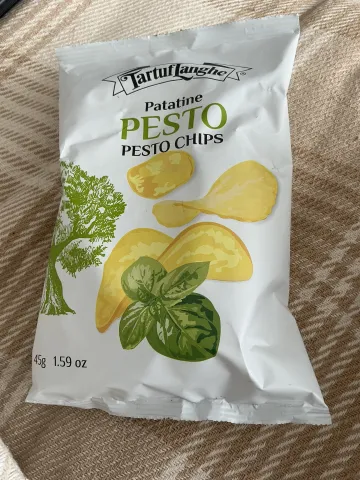 TartufLanghe
Patatine
PESTO
PESTO CHIPS
45g 1.59 oz